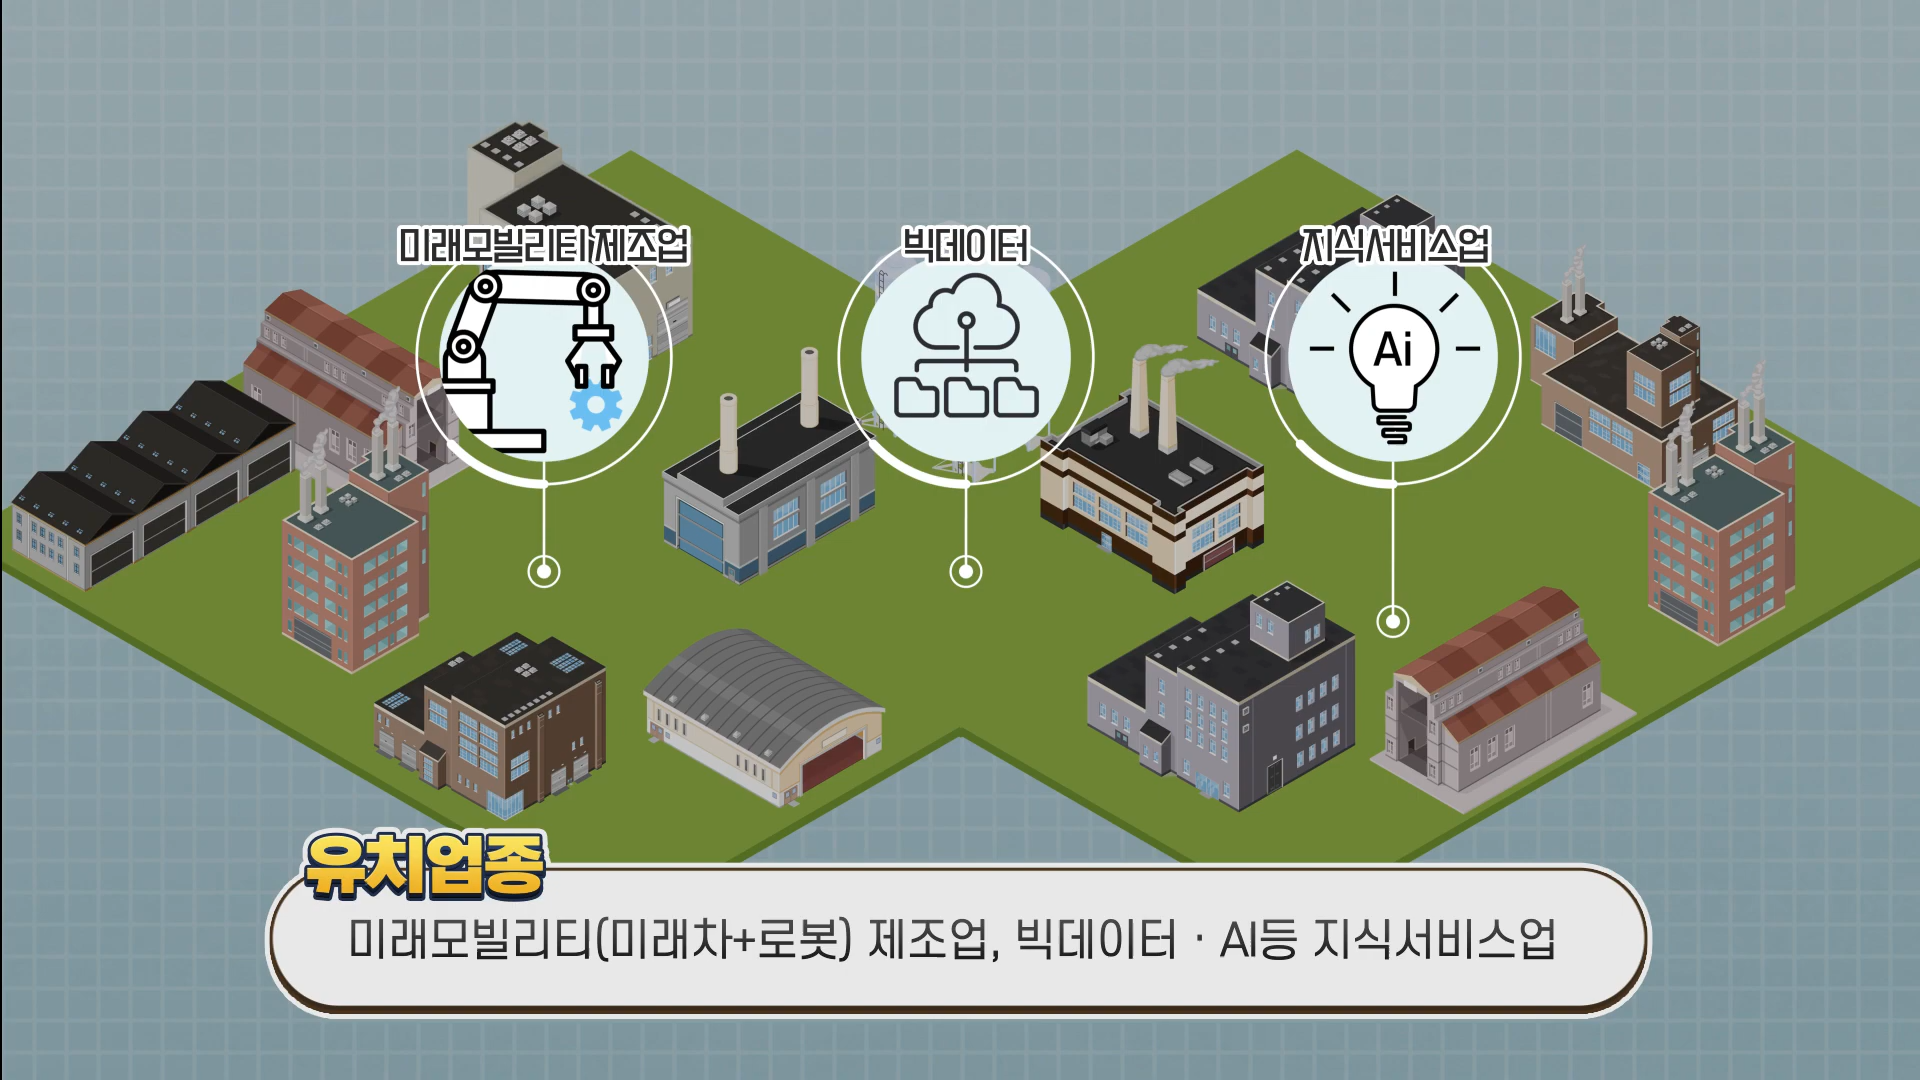 미래모빌리티 제조업
빅데이터
지식서비스업
Ai
유치업종
미래모빌리티(미래차+로봇) 제조업, 빅데이터 · AI등 지식서비스업